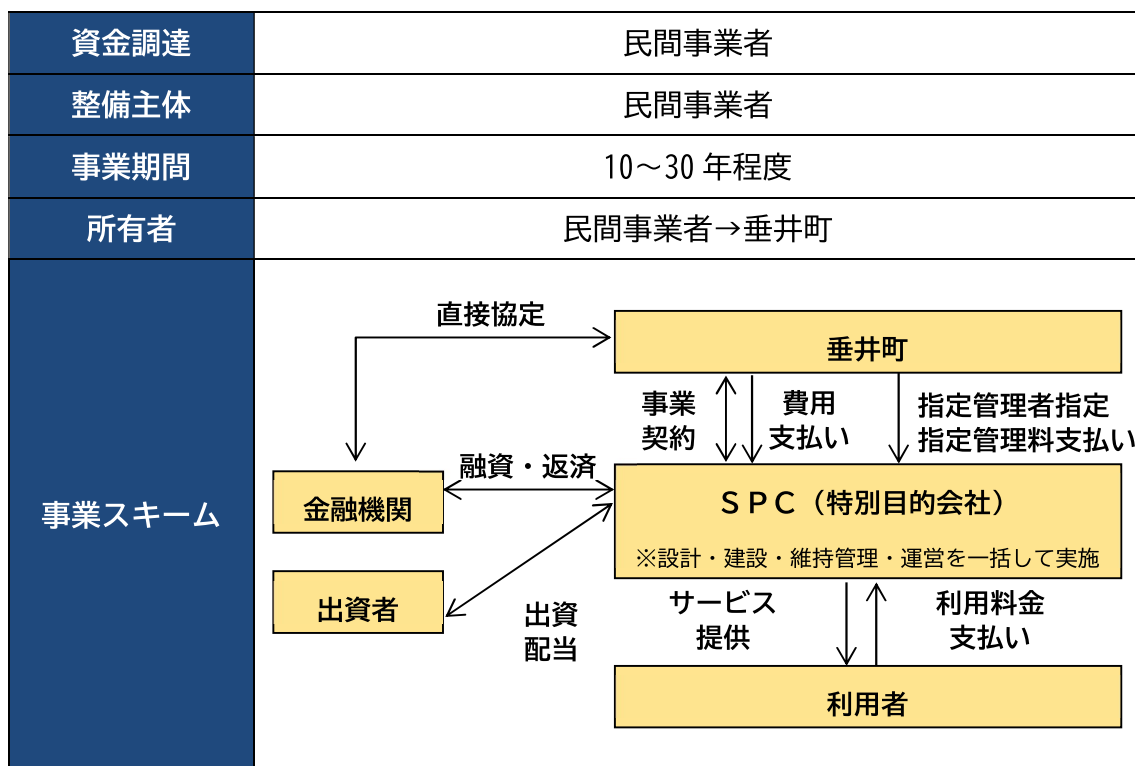 資金調達
民間事業者
整備主体
民間事業者
事業期間
10～30 年程度
所有者
民間事業者→垂井町
事業スキーム
直接協定
垂井町
事業
契約
費用
支払い
指定管理者指定
指定管理料支払い
融資・返済
金融機関
ＳＰＣ（特別目的会社）
※設計・建設・維持管理・運営を一括して実施
出資者
出資
配当
サービス
提供
利用料金
支払い
利用者